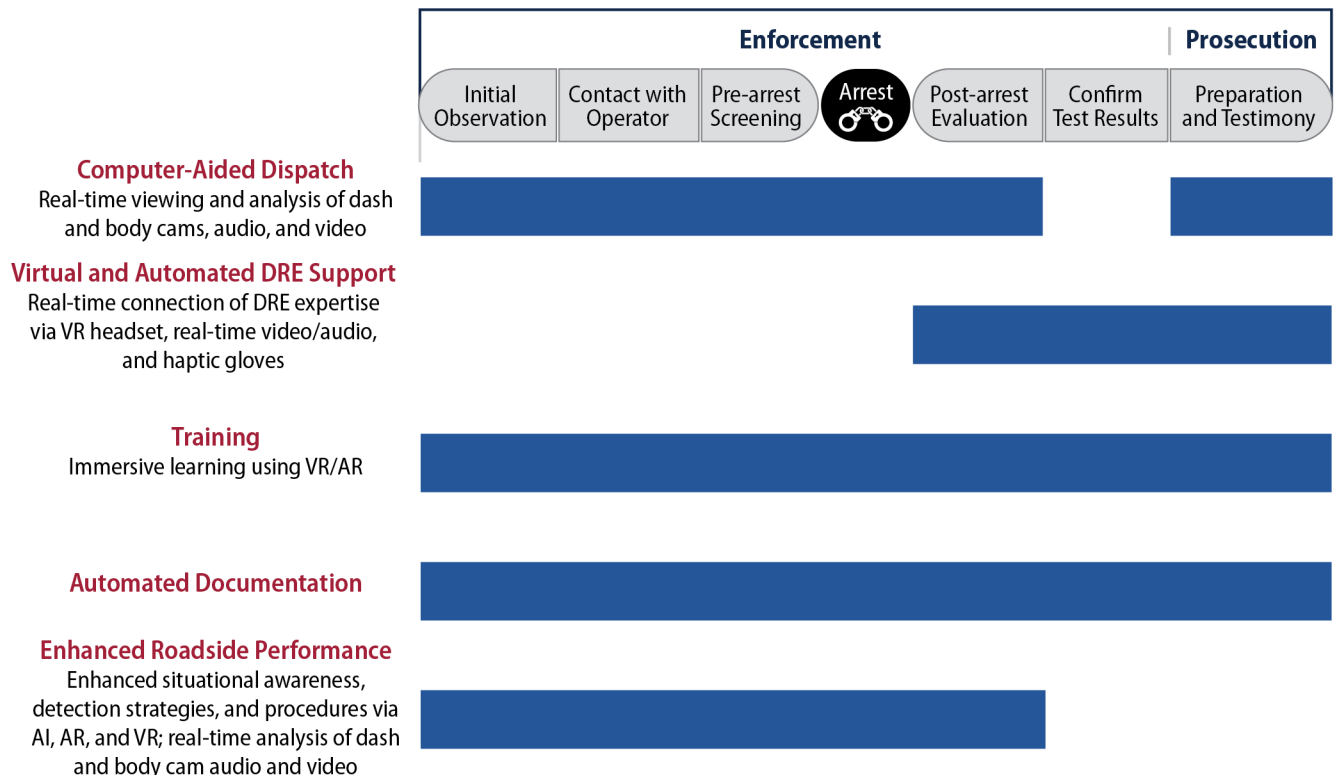 Enforcement
Prosecution
Initial
Observation
Contact with
Operator
Pre-arrest
Screening
Arrest
Post-arrest
Evaluation
Confirm
Test Results
Preparation
and Testimony
Computer-Aided Dispatch
Real-time viewing and analysis of dash
and body cams, audio, and video
Virtual and Automated DRE Support
Real-time connection of DRE expertise
via VR headset, real-time video/audio,
and haptic gloves
Training
Immersive learning using VR/AR
Automated Documentation
Enhanced Roadside Performance
Enhanced situational awareness,
detection strategies, and procedures via
AI, AR, and VR; real-time analysis of dash
and body cam audio and video